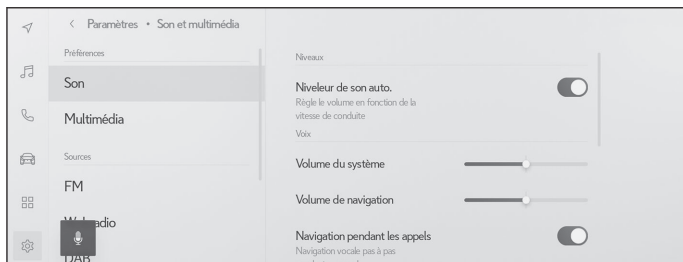 Paramètres • Son et multimédia
Préférences
Son
Multimédia
Sources
FM
DAB
Niveaux
Niveleur de son auto.
Règle le volume en fonction de la
vitesse de conduite
Voix
Volume du système
Volume de navigation
Navigation pendant les appels
Navigation vocale pas à pas